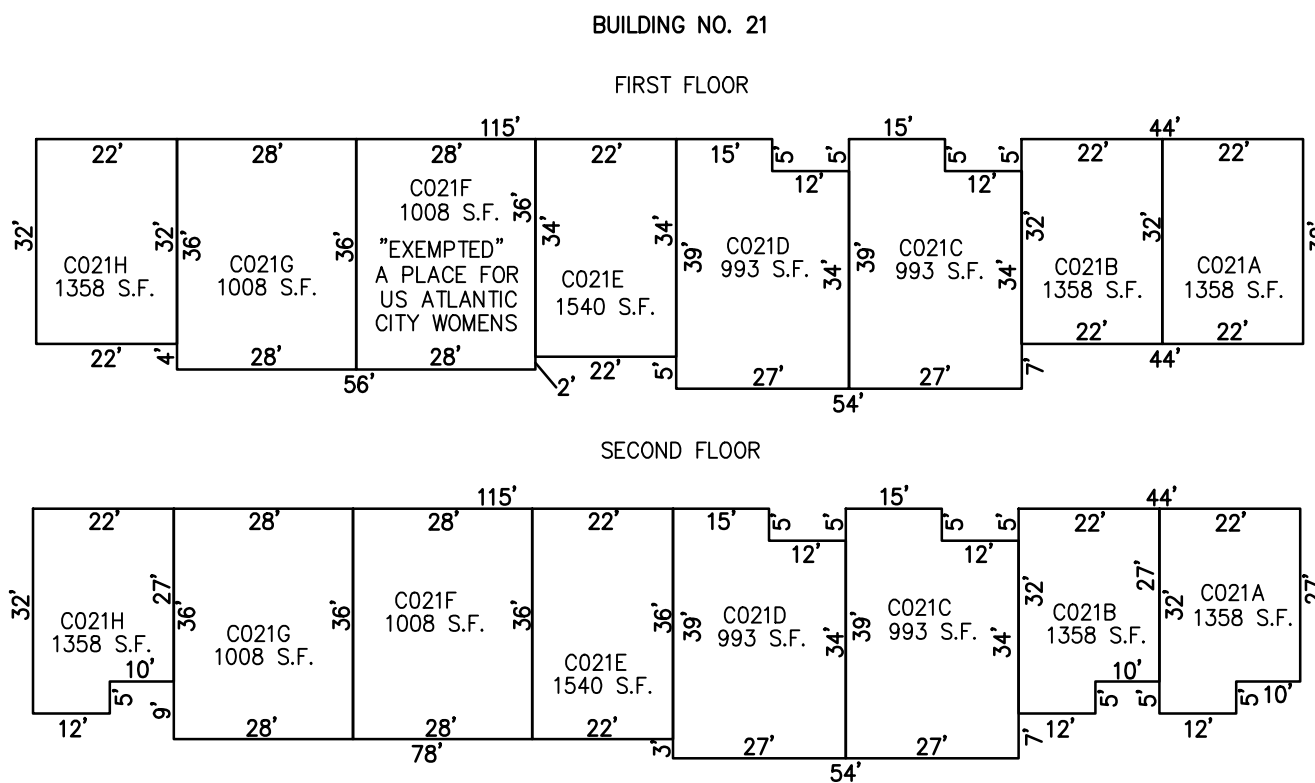 BUILDING NO. 21
FIRST FLOOR
115' 15' 44'
22' 28' 28' 22' 15' 5' 5' 5' 5' 22' 22'
12' 12'
C021F
1008 S.F.
36'
32' 32' 36' 36' 34' 34' 39' 34' 39' 34' 32' 32'
C021H
1358 S.F.
C021G
1008 S.F.
"EXEMPTED"
A PLACE FOR
US ATLANTIC
CITY WOMENS
C021E
1540 S.F.
C021D
993 S.F.
C021C
993 S.F.
C021B
1358 S.F.
C021A
1358 S.F.
22' 4' 28' 28' 22' 5' 22' 22'
56' 2' 27' 27' 7' 44'
54'
SECOND FLOOR
115' 15' 44'
22' 28' 28' 22' 15' 5' 5' 5' 5' 22' 22'
12' 12'
32' 27' 36' 36' 36' 36' 39' 34' 39' 34' 32' 27' 32' 27'
C021H
1358 S.F.
C021G
1008 S.F.
C021F
1008 S.F.
C021E
1540 S.F.
C021D
993 S.F.
C021C
993 S.F.
C021B
1358 S.F.
C021A
1358 S.F.
10' 10' 10'
5' 9' 5' 5' 5'
12' 28' 28' 22' 3' 27' 27' 7' 12' 12'
78' 54'